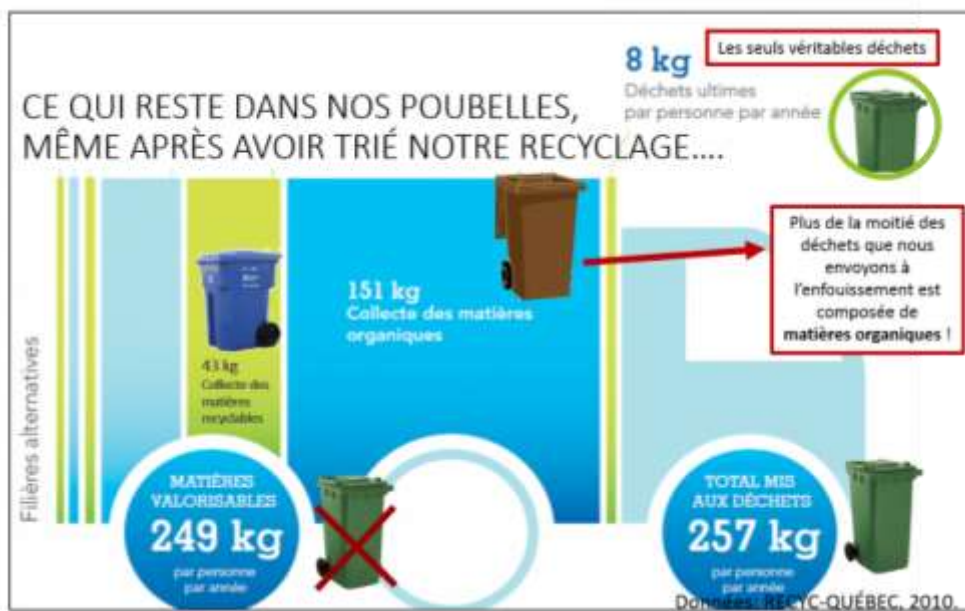 8 kg
Déchets ultimes
par personne par année
Les seuls véritables déchets
CE QUI RESTE DANS NOS POUBELLES,
MÊME APRÈS AVOIR TRIÉ NOTRE RECYCLAGE....
Plus de la moitié des
déchets que nous
envoyons à
l'enfouissement est
composée de
matières organiques !
151 kg
Collecte des matières
organiques
43 kg
Collecte des
matières
recyclables
Filières alternatives
MATIÈRES
VALORISABLES
249 kg
par personne
par année
TOTAL MIS
AUX DÉCHETS
257 kg
par personne
par année
Données: RECYC-QUÉBEC, 2010.